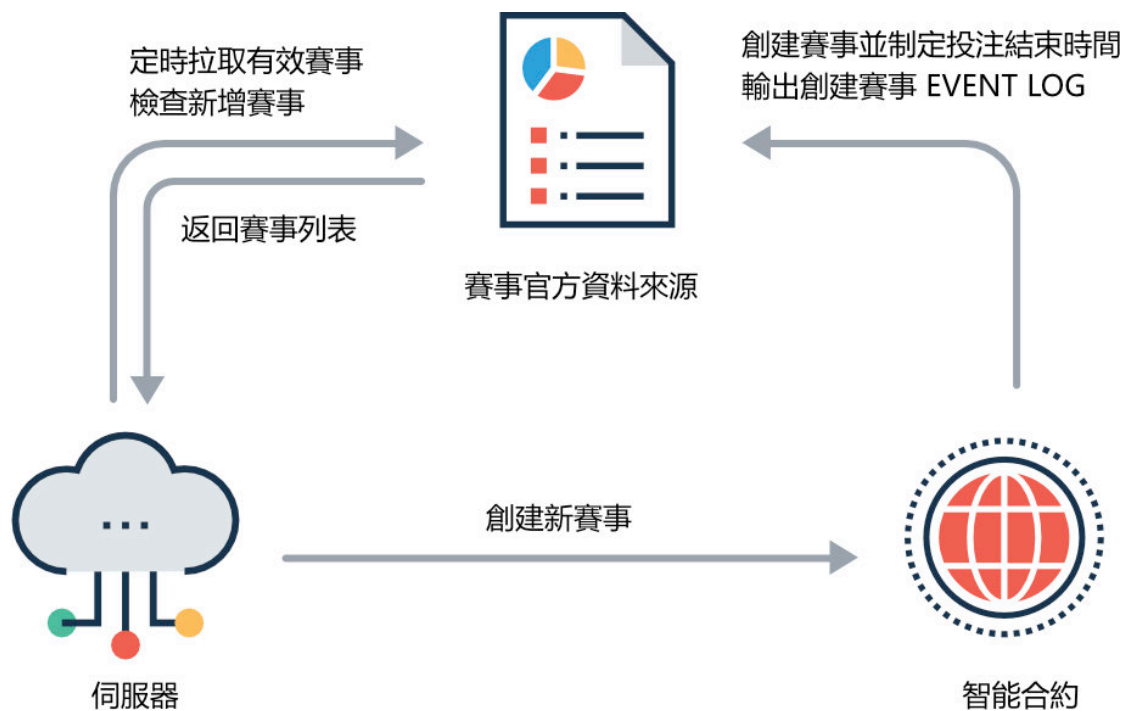 定時拉取有效賽事
檢查新增賽事
創建賽事並制定投注結束時間
輸出創建賽事 EVENT LOG
返回賽事列表
賽事官方資料來源
創建新賽事
伺服器
智能合約